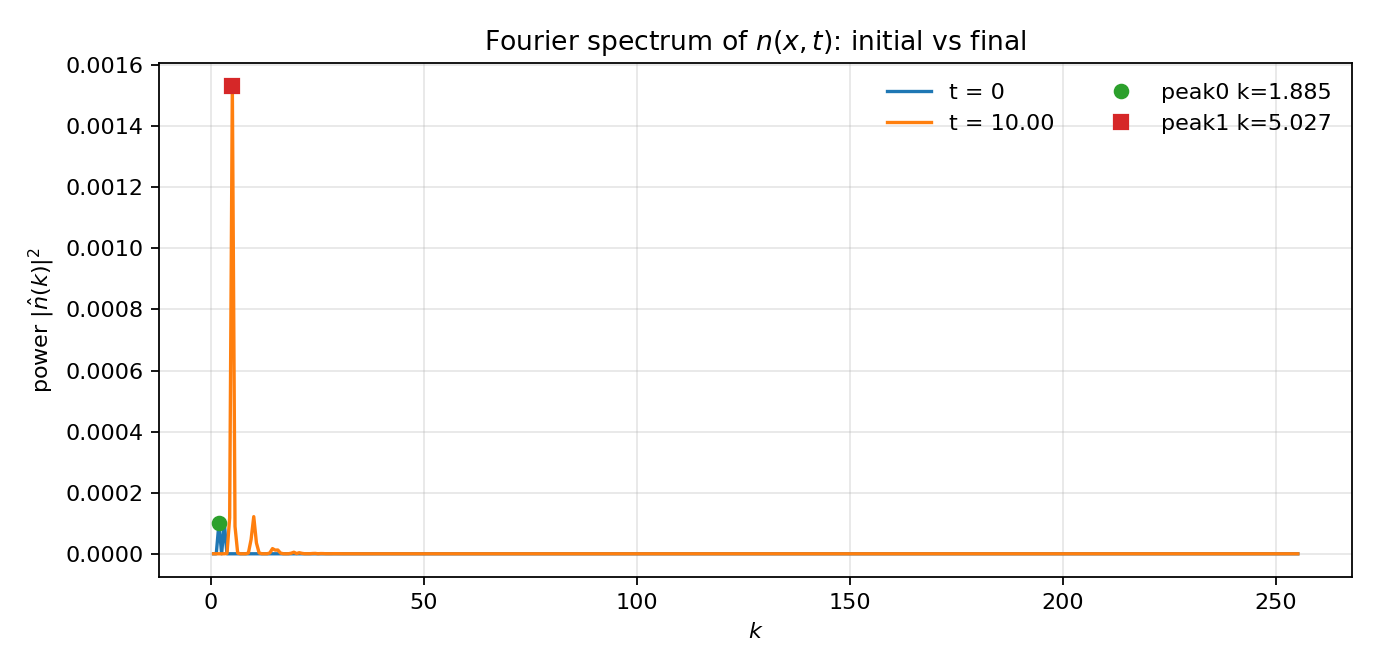 Fourier spectrum of n(x, t): initial vs final
t = 0
t = 10.00
peak0 k=1.885
peak1 k=5.027
power |n̂(k)|²
0.0016
0.0014
0.0012
0.0010
0.0008
0.0006
0.0004
0.0002
0.0000
0
50
100
150
200
250
k